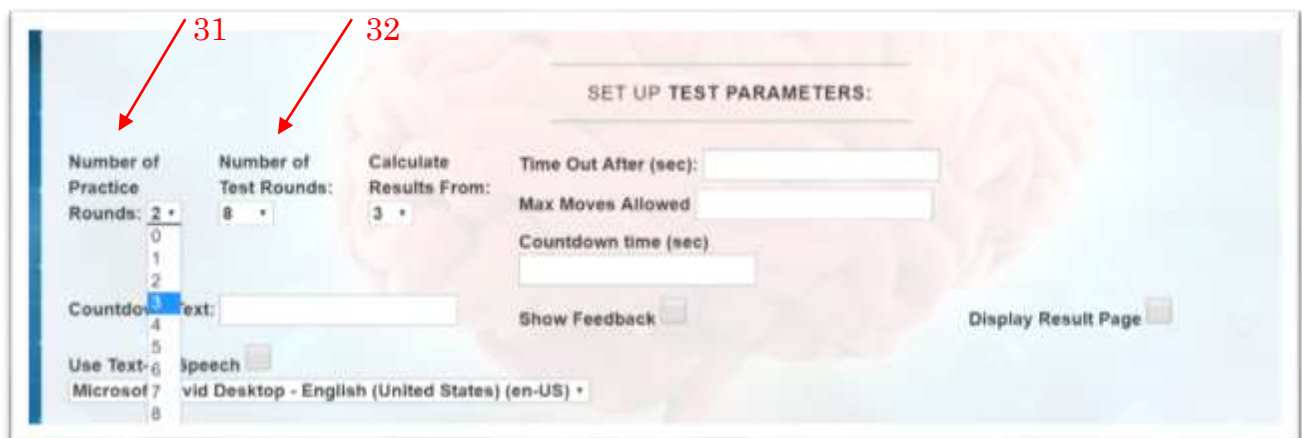 31
32
SET UP TEST PARAMETERS:
Number of
Practice
Rounds: 2
Number of
Test Rounds:
8
Calculate
Results From:
3
Time Out After (sec):
Max Moves Allowed
Countdown time (sec)
0
1
2
3
4
5
6
7
8
Countdo ext:
Show Feedback
Display Result Page
Use Text- Speech
Microsof vid Desktop - English (United States) (en-US)